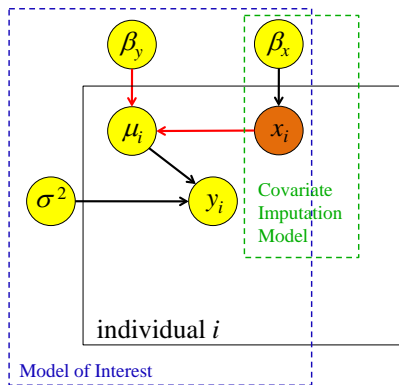 β_y
β_x
μ_i
x_i
Covariate
Imputation
Model
σ²
y_i
individual i
Model of Interest